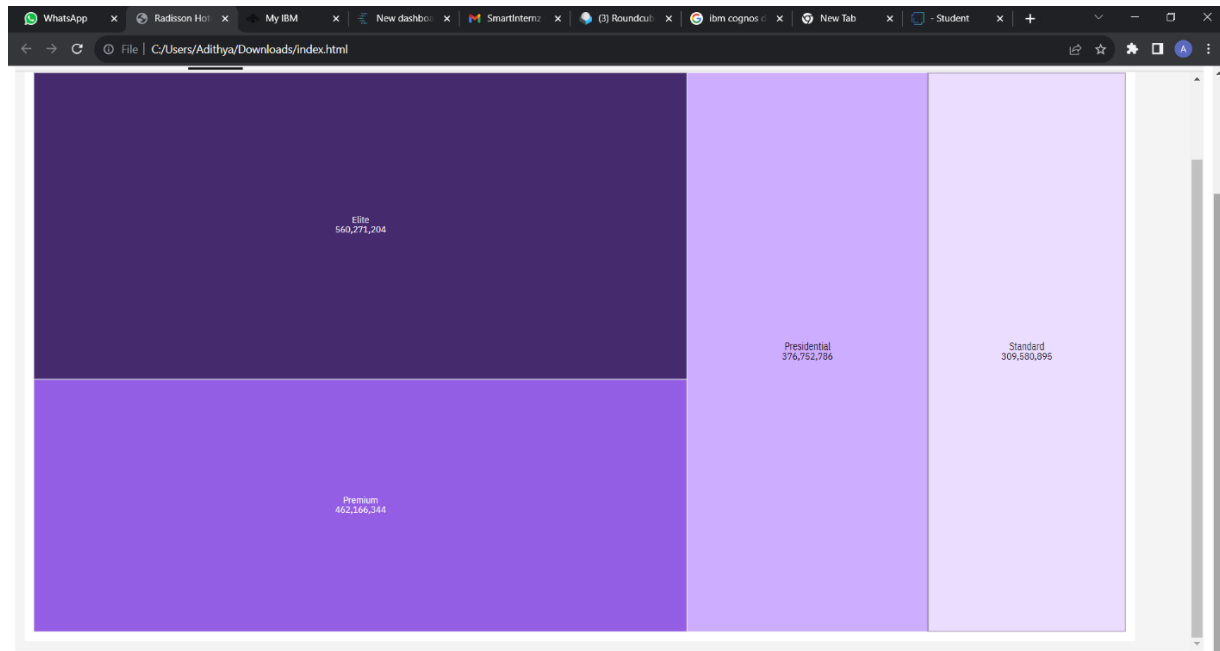 WhatsApp
Radisson Hot
My IBM
New dashboa
SmartInternz
(3) Roundcub
ibm cognos d
New Tab
- Student
File | C:/Users/Adithya/Downloads/index.html
A
Elite
560,271,204
Premium
462,166,344
Presidential
376,752,786
Standard
309,580,895